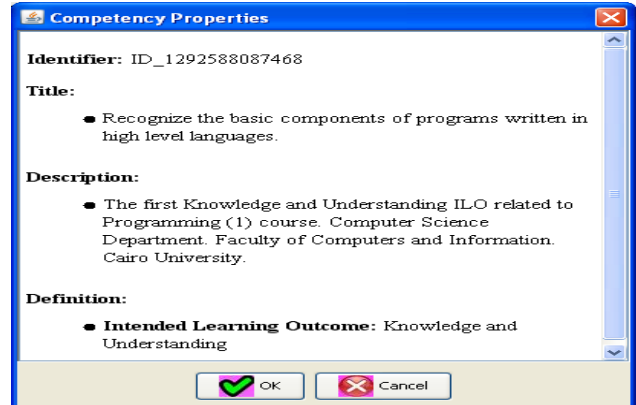 Competency Properties
Identifier: ID_1292588087468
Title:
Recognize the basic components of programs written in
high level languages.
Description:
The first Knowledge and Understanding ILO related to
Programming (1) course. Computer Science
Department. Faculty of Computers and Information.
Cairo University.
Definition:
Intended Learning Outcome: Knowledge and
Understanding
OK Cancel